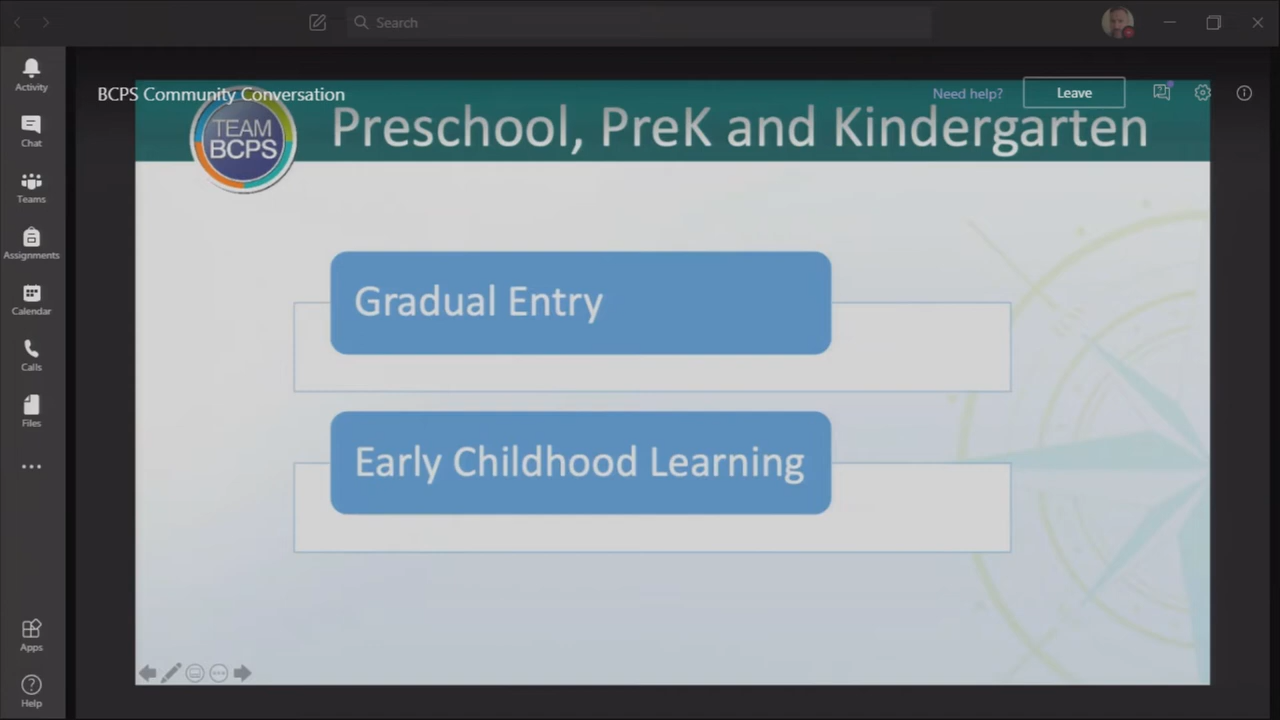 Search
Activity
Chat
Teams
Assignments
Calendar
Calls
Files
Apps
Help
BCPS Community Conversation
Need help?
Leave
TEAM
BCPS
Preschool, PreK and Kindergarten
Gradual Entry
Early Childhood Learning